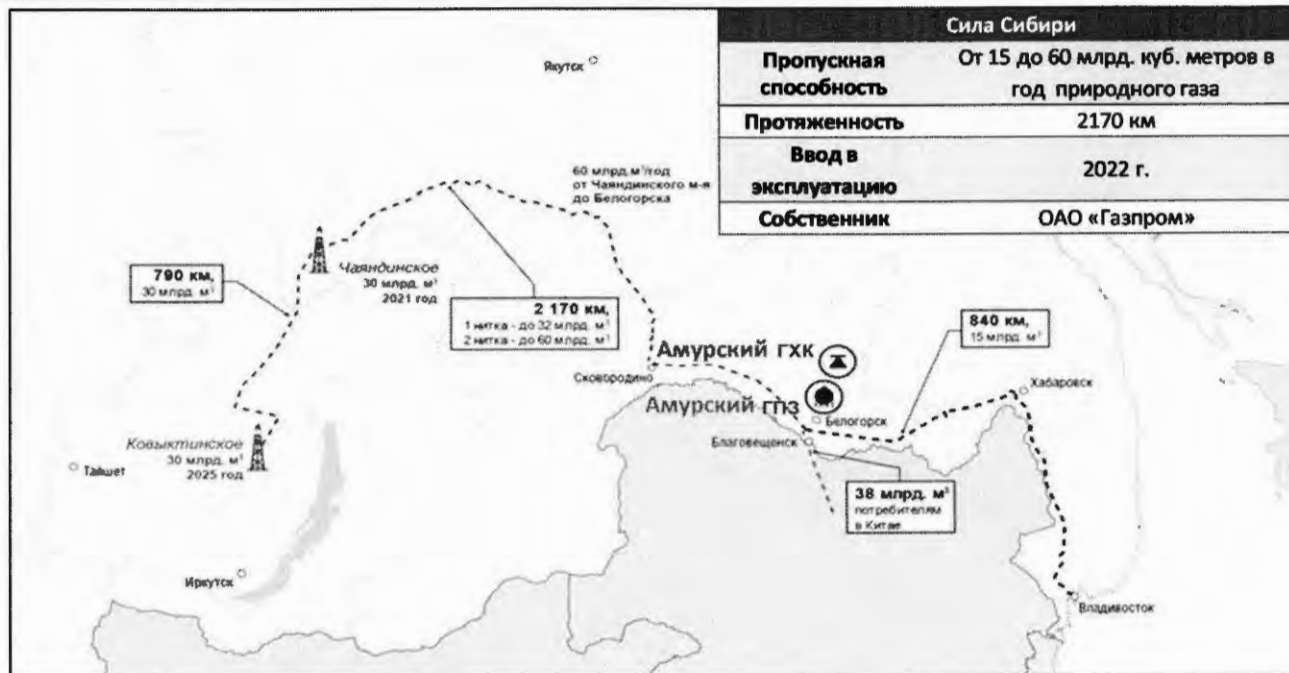 Сила Сибири
Пропускная
способность
От 15 до 60 млрд. куб. метров в
год природного газа
Протяженность
2170 км
Ввод в
эксплуатацию
2022 г.
Собственник
ОАО «Газпром»
Якутск
60 млрд.м³/год
от Чаяндинского м-я
до Белогорска
790 км,
30 млрд. м³
Чаяндинское
30 млрд. м³
2021 год
2 170 км,
1 нитка - до 32 млрд. м³
2 нитка - до 60 млрд. м³
840 км,
15 млрд. м³
Амурский ГХК
Сковородино
Хабаровск
Амурский ГПЗ
Белогорск
Благовещенск
Ковыктинское
30 млрд. м³
2025 год
Тайшет
38 млрд. м³
потребителям
в Китае
Иркутск
Владивосток